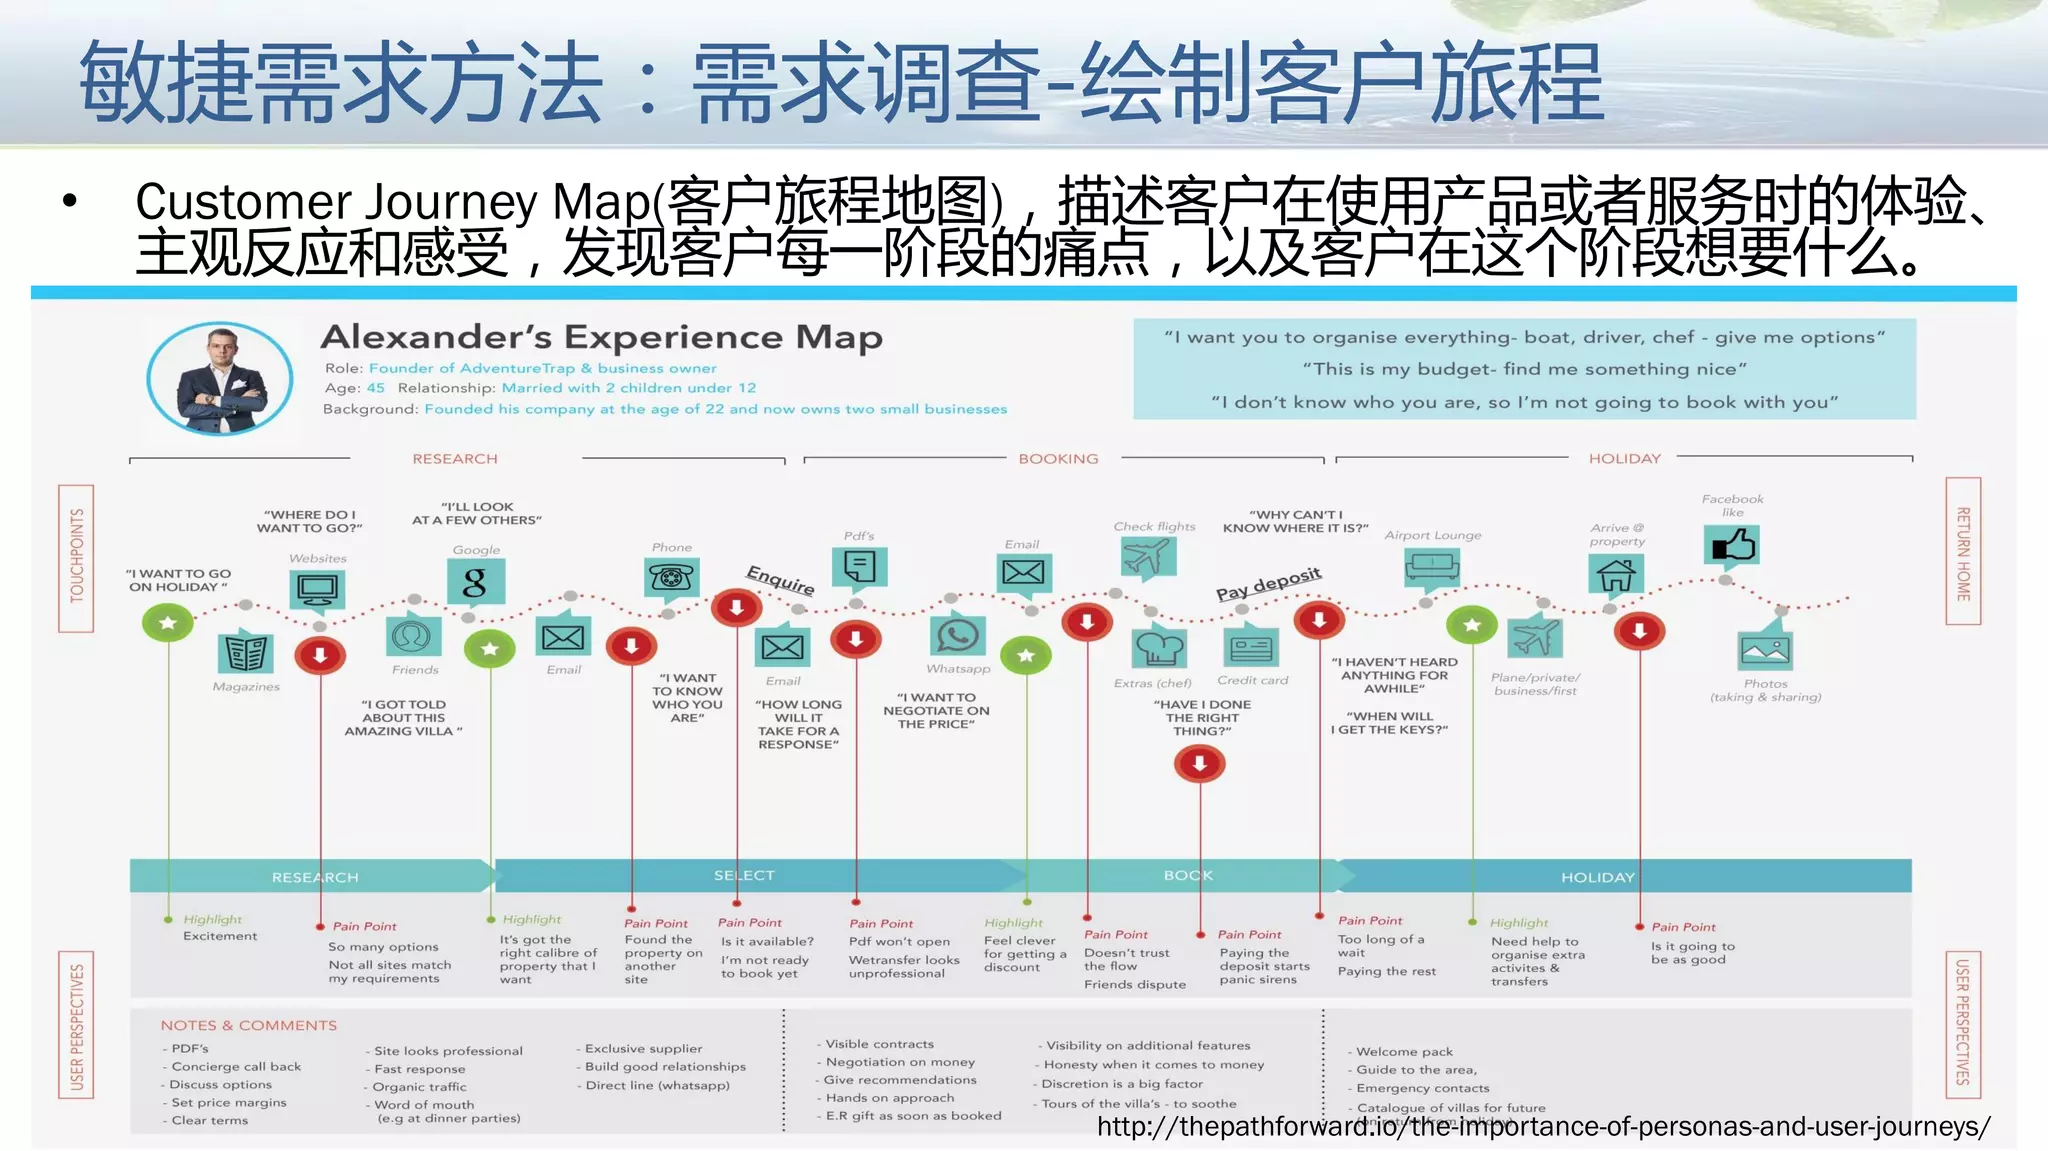 敏捷需求方法：需求调查-绘制客户旅程
• Customer Journey Map(客户旅程地图)，描述客户在使用产品或者服务时的体验、
主观反应和感受，发现客户每一阶段的痛点，以及客户在这个阶段想要什么。
Alexander's Experience Map
Role: Founder of AdventureTrap & business owner
Age: 45 Relationship: Married with 2 children under 12
Background: Founded his company at the age of 22 and now owns two small businesses
“I want you to organise everything- boat, driver, chef - give me options”
“This is my budget- find me something nice”
“I don't know who you are, so I'm not going to book with you”
RESEARCH
BOOKING
HOLIDAY
TOUCHPOINTS
RETURN HOME
“I WANT TO GO
ON HOLIDAY “
Magazines
“WHERE DO I
WANT TO GO?”
Websites
“I GOT TOLD
ABOUT THIS
AMAZING VILLA ”
Friends
“I'LL LOOK
AT A FEW OTHERS”
Google
g
Email
Phone
“I WANT
TO KNOW
WHO YOU
ARE”
Enquire
Email
“HOW LONG
WILL IT
TAKE FOR A
RESPONSE”
Pdf's
Whatsapp
“I WANT TO
NEGOTIATE ON
THE PRICE”
Email
Check flights
Extras (chef)
“HAVE I DONE
THE RIGHT
THING?”
Credit card
Pay deposit
“WHY CAN'T I
KNOW WHERE IT IS?”
“I HAVEN'T HEARD
ANYTHING FOR
AWHILE”
“WHEN WILL
I GET THE KEYS?”
Airport Lounge
Plane/private/
business/first
Arrive @
property
Facebook
like
Photos
(taking & sharing)
RESEARCH
SELECT
BOOK
HOLIDAY
Highlight
Excitement
Pain Point
So many options
Not all sites match
my requirements
Highlight
It's got the
right calibre of
property that I
want
Pain Point
Found the
property on
another
site
Pain Point
Is it available?
I'm not ready
to book yet
Pain Point
Pdf won't open
Wetransfer looks
unprofessional
Highlight
Feel clever
for getting a
discount
Pain Point
Doesn't trust
the flow
Friends dispute
Pain Point
Paying the
deposit starts
panic sirens
Pain Point
Too long of a
wait
Paying the rest
Highlight
Need help to
organise extra
activites &
transfers
Pain Point
Is it going to
be as good
USER PERSPECTIVES
USER PERSPECTIVES
NOTES & COMMENTS
- PDF's
- Concierge call back
- Discuss options
- Set price margins
- Clear terms
- Site looks professional
- Fast response
- Organic traffic
- Word of mouth
(e.g at dinner parties)
- Exclusive supplier
- Build good relationships
- Direct line (whatsapp)
- Visible contracts
- Negotiation on money
- Give recommendations
- Hands on approach
- E.R gift as soon as booked
- Visibility on additional features
- Honesty when it comes to money
- Discretion is a big factor
- Tours of the villa's - to soothe
- Welcome pack
- Guide to the area,
- Emergency contacts
- Catalogue of villas for future
(on return from holiday)
http://thepathforward.io/the-importance-of-personas-and-user-journeys/